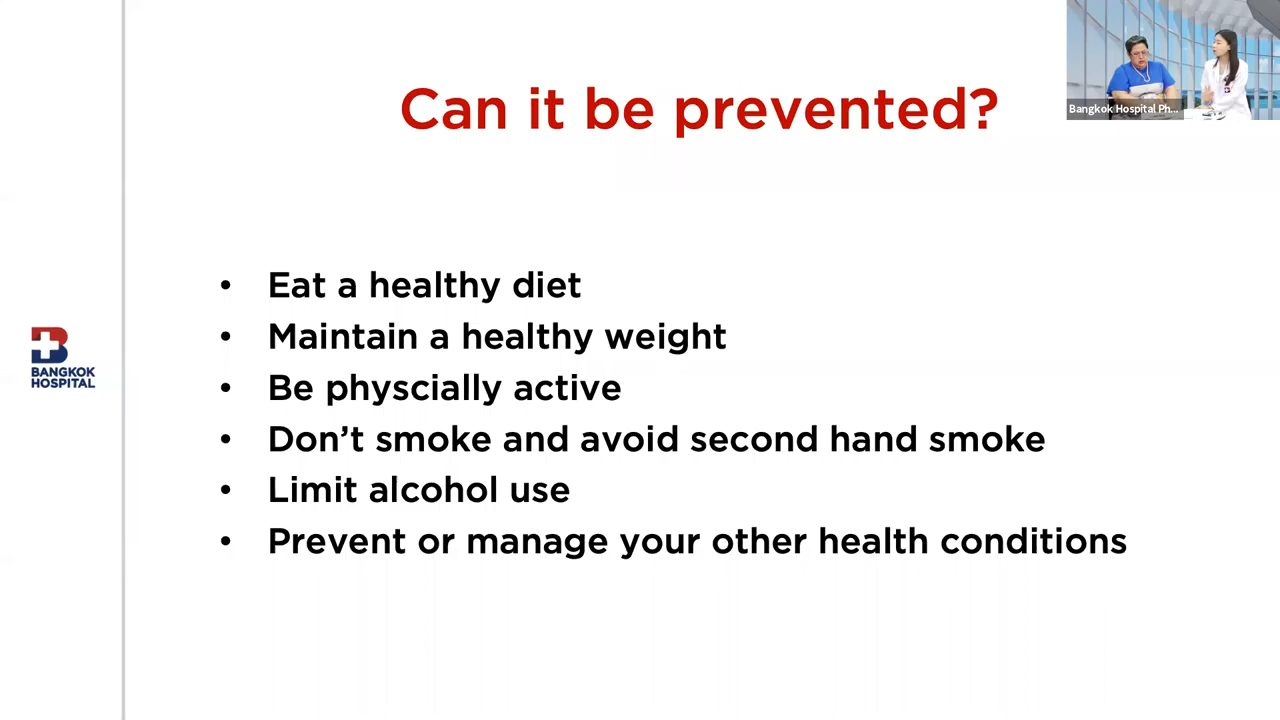 Can it be prevented?
Bangkok Hospital Ph...
• Eat a healthy diet
• Maintain a healthy weight
• Be physcially active
• Don’t smoke and avoid second hand smoke
• Limit alcohol use
• Prevent or manage your other health conditions
BANGKOK
HOSPITAL